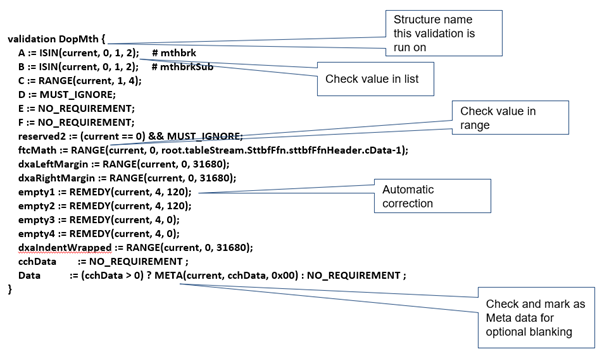 Structure name
this validation is
run on
validation DopMth {
A := ISIN(current, 0, 1, 2);    # mthbrk
B := ISIN(current, 0, 1, 2);    # mthbrkSub
Check value in list
C := RANGE(current, 1, 4);
D := MUST_IGNORE;
E := NO_REQUIREMENT;
F := NO_REQUIREMENT;
Check value in
range
reserved2 := (current == 0) && MUST_IGNORE;
ftcMath := RANGE(current, 0, root.tableStream.SttbfFfn.sttbfFfnHeader.cData-1);
dxaLeftMargin := RANGE(current, 0, 31680);
dxaRightMargin := RANGE(current, 0, 31680);
empty1 := REMEDY(current, 4, 120);
Automatic
correction
empty2 := REMEDY(current, 4, 120);
empty3 := REMEDY(current, 4, 0);
empty4 := REMEDY(current, 4, 0);
dxaIndentWrapped := RANGE(current, 0, 31680);
cchData    := NO_REQUIREMENT ;
Data    := (cchData > 0) ? META(current, cchData, 0x00) : NO_REQUIREMENT ;
}
Check and mark as
Meta data for
optional blanking